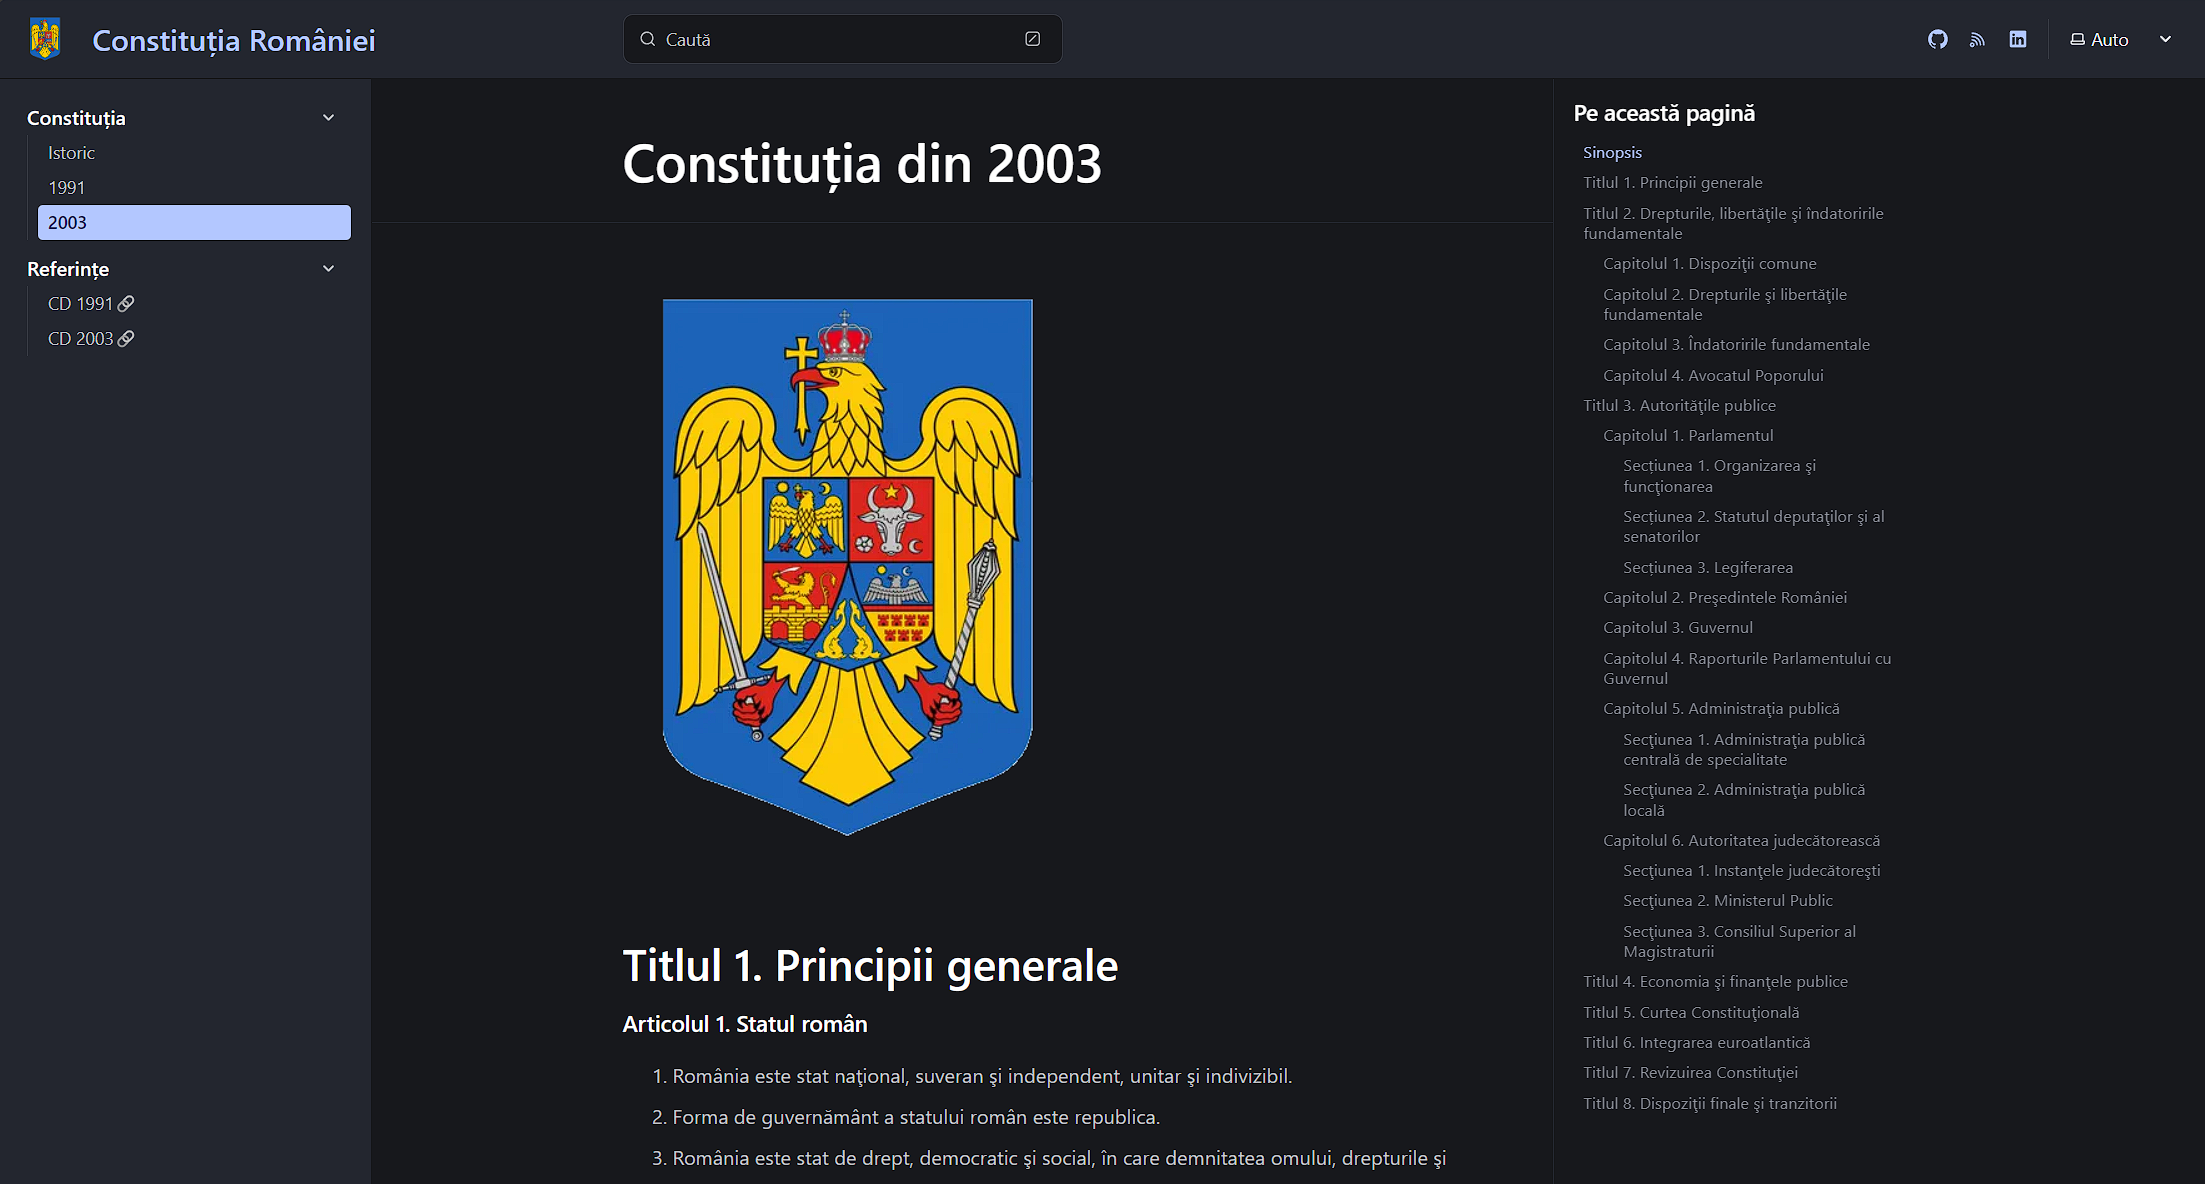 Constituția României
Caută
Auto
Constituția
Istoric
1991
2003
Referințe
CD 1991
CD 2003
Constituția din 2003
Titlul 1. Principii generale
Articolul 1. Statul român
1. România este stat naţional, suveran şi independent, unitar şi indivizibil.
2. Forma de guvernământ a statului român este republica.
3. România este stat de drept, democratic şi social, în care demnitatea omului, drepturile şi
Pe această pagină
Sinopsis
Titlul 1. Principii generale
Titlul 2. Drepturile, libertăţile şi îndatoririle
fundamentale
Capitolul 1. Dispoziţii comune
Capitolul 2. Drepturile şi libertăţile
fundamentale
Capitolul 3. Îndatoririle fundamentale
Capitolul 4. Avocatul Poporului
Titlul 3. Autorităţile publice
Capitolul 1. Parlamentul
Secţiunea 1. Organizarea şi
funcţionarea
Secţiunea 2. Statutul deputaţilor şi al
senatorilor
Secţiunea 3. Legiferarea
Capitolul 2. Preşedintele României
Capitolul 3. Guvernul
Capitolul 4. Raporturile Parlamentului cu
Guvernul
Capitolul 5. Administraţia publică
Secţiunea 1. Administraţia publică
centrală de specialitate
Secţiunea 2. Administraţia publică
locală
Capitolul 6. Autoritatea judecătorească
Secţiunea 1. Instanţele judecătoreşti
Secţiunea 2. Ministerul Public
Secţiunea 3. Consiliul Superior al
Magistraturii
Titlul 4. Economia şi finanţele publice
Titlul 5. Curtea Constituţională
Titlul 6. Integrarea euroatlantică
Titlul 7. Revizuirea Constituţiei
Titlul 8. Dispoziţii finale şi tranzitorii